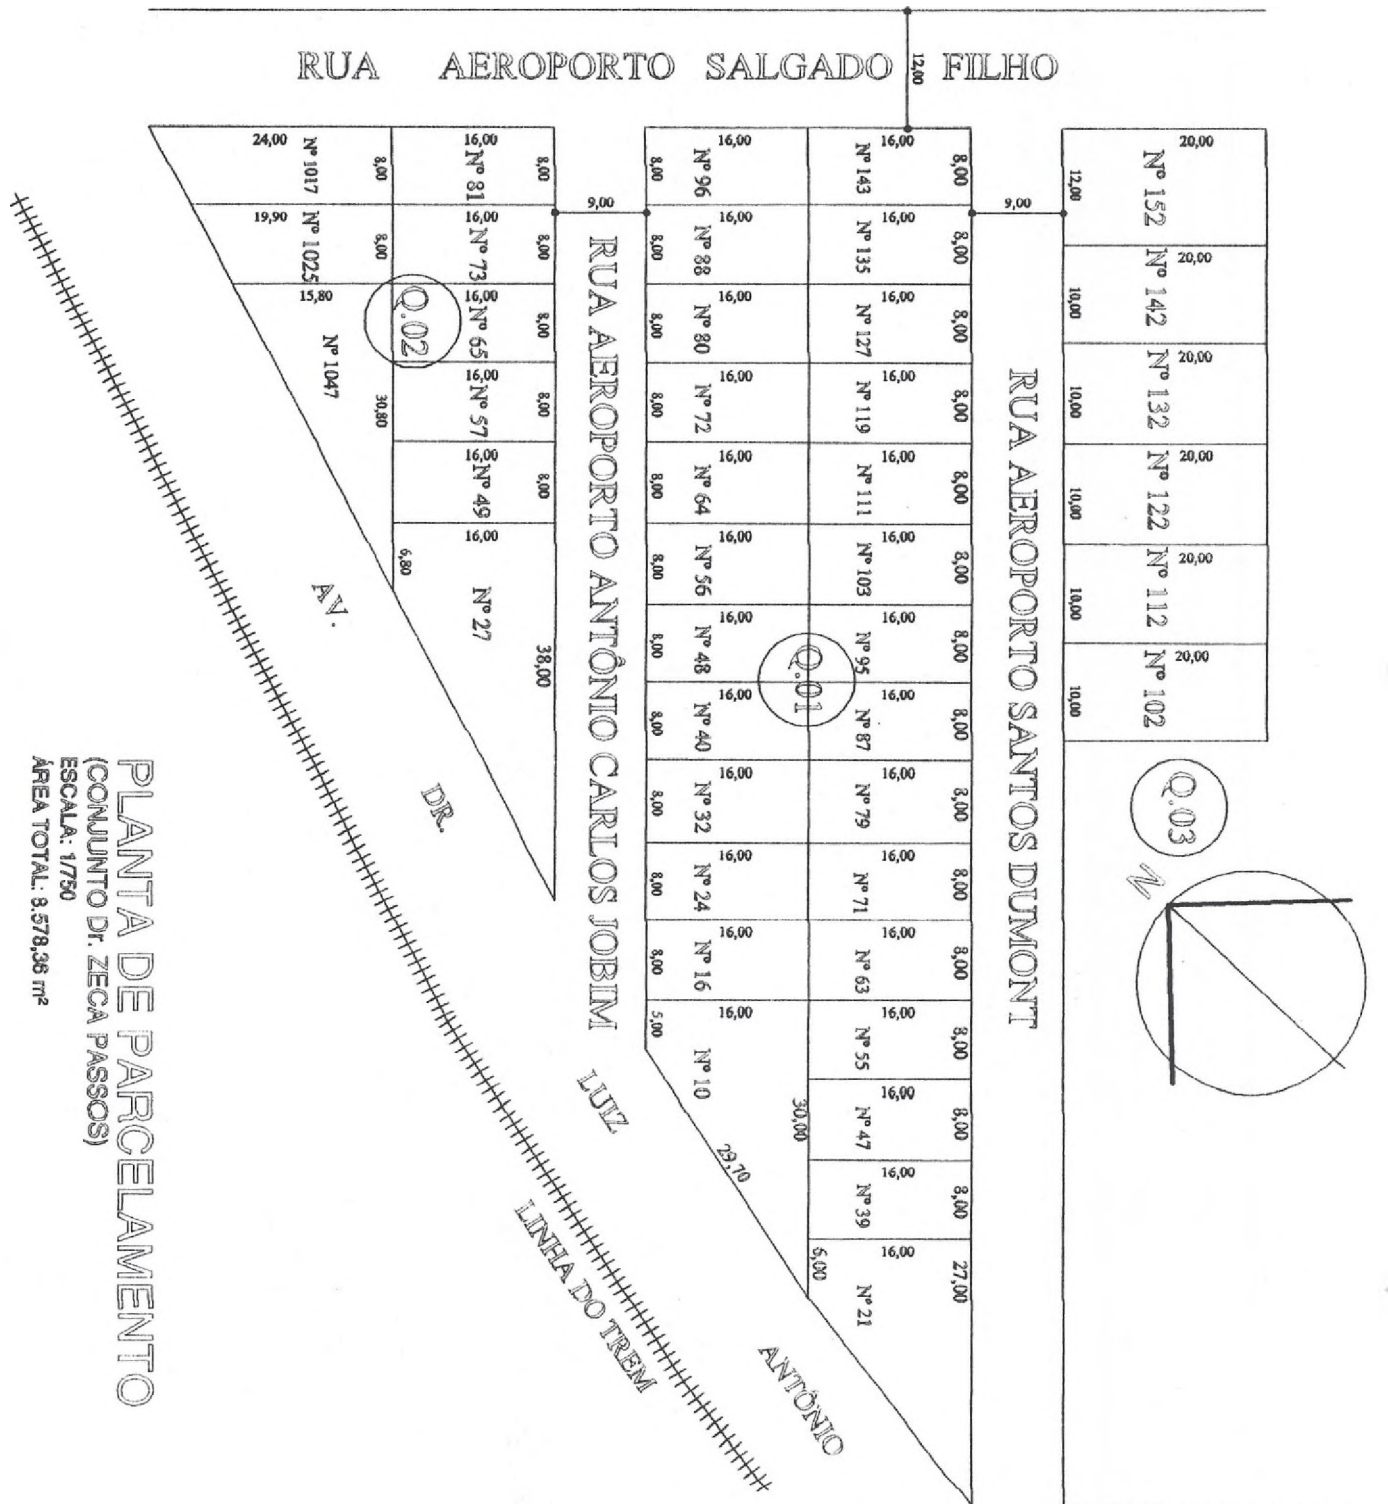 RUA AEROPORTO SALGADO FILHO
12,00
24,00
Nº 1017
8,00
16,00
Nº 81
8,00
19,90
Nº 1025
8,00
16,00
Nº 73
8,00
15,80
Nº 1047
30,80
Q.02
16,00
Nº 65
8,00
16,00
Nº 57
8,00
16,00
Nº 49
8,00
16,00
6,80
Nº 27
38,00
9,00
RUA AEROPORTO ANTÔNIO CARLOS JOBIM
8,00
Nº 96
16,00
8,00
Nº 88
16,00
8,00
Nº 80
16,00
8,00
Nº 72
16,00
8,00
Nº 64
16,00
8,00
Nº 56
16,00
8,00
Nº 48
16,00
8,00
Nº 40
16,00
8,00
Nº 32
16,00
8,00
Nº 24
16,00
8,00
Nº 16
16,00
5,00
Nº 10
16,00
30,00
29,70
Q.01
16,00
Nº 143
8,00
16,00
Nº 135
8,00
16,00
Nº 127
8,00
16,00
Nº 119
8,00
16,00
Nº 111
8,00
16,00
Nº 103
8,00
16,00
Nº 95
8,00
16,00
Nº 87
8,00
16,00
Nº 79
8,00
16,00
Nº 71
8,00
16,00
Nº 63
8,00
16,00
Nº 55
8,00
16,00
Nº 47
8,00
16,00
Nº 39
8,00
16,00
6,00
Nº 21
27,00
9,00
RUA AEROPORTO SANTOS DUMONT
20,00
12,00
Nº 152
20,00
10,00
Nº 142
20,00
10,00
Nº 132
20,00
10,00
Nº 122
20,00
10,00
Nº 112
20,00
10,00
Nº 102
Q.03
N
AV. DR. LUIZ ANTÔNIO
LINHA DO TREM
PLANTA DE PARCELAMENTO
(CONJUNTO Dr. ZECA PASSOS)
ESCALA: 1/750
ÁREA TOTAL: 8.578,36 m²